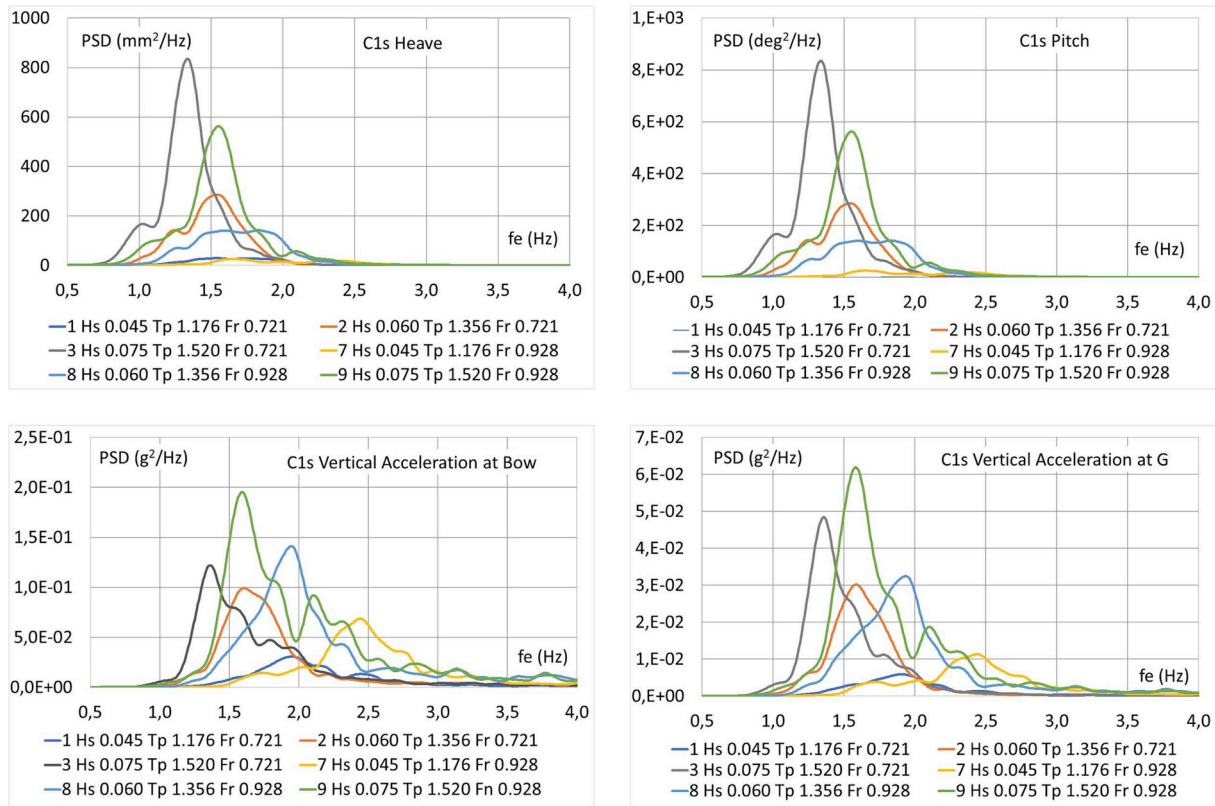 PSD (mm²/Hz) C1s Heave
1000
800
600
400
200
0
fe (Hz)
0,5 1,0 1,5 2,0 2,5 3,0 3,5 4,0
1 Hs 0.045 Tp 1.176 Fr 0.721 2 Hs 0.060 Tp 1.356 Fr 0.721
3 Hs 0.075 Tp 1.520 Fr 0.721 7 Hs 0.045 Tp 1.176 Fr 0.928
8 Hs 0.060 Tp 1.356 Fr 0.928 9 Hs 0.075 Tp 1.520 Fr 0.928
PSD (deg²/Hz) C1s Pitch
1,E+03
8,E+02
6,E+02
4,E+02
2,E+02
0,E+00
fe (Hz)
0,5 1,0 1,5 2,0 2,5 3,0 3,5 4,0
1 Hs 0.045 Tp 1.176 Fr 0.721 2 Hs 0.060 Tp 1.356 Fr 0.721
3 Hs 0.075 Tp 1.520 Fr 0.721 7 Hs 0.045 Tp 1.176 Fr 0.928
8 Hs 0.060 Tp 1.356 Fr 0.928 9 Hs 0.075 Tp 1.520 Fr 0.928
PSD (g²/Hz) C1s Vertical Acceleration at Bow
2,5E-01
2,0E-01
1,5E-01
1,0E-01
5,0E-02
0,0E+00
fe (Hz)
0,5 1,0 1,5 2,0 2,5 3,0 3,5 4,0
1 Hs 0.045 Tp 1.176 Fr 0.721 2 Hs 0.060 Tp 1.356 Fr 0.721
3 Hs 0.075 Tp 1.520 Fr 0.721 7 Hs 0.045 Tp 1.176 Fr 0.928
8 Hs 0.060 Tp 1.356 Fr 0.928 9 Hs 0.075 Tp 1.520 Fn 0.928
PSD (g²/Hz) C1s Vertical Acceleration at G
7,E-02
6,E-02
5,E-02
4,E-02
3,E-02
2,E-02
1,E-02
0,E+00
fe (Hz)
0,5 1,0 1,5 2,0 2,5 3,0 3,5 4,0
1 Hs 0.045 Tp 1.176 Fr 0.721 2 Hs 0.060 Tp 1.356 Fr 0.721
3 Hs 0.075 Tp 1.520 Fr 0.721 7 Hs 0.045 Tp 1.176 Fr 0.928
8 Hs 0.060 Tp 1.356 Fr 0.928 9 Hs 0.075 Tp 1.520 Fr 0.928